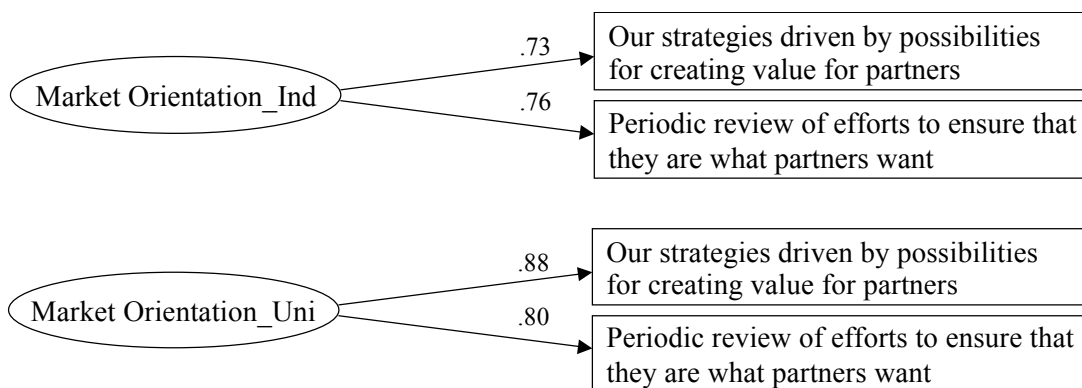 .73
Our strategies driven by possibilities
for creating value for partners
Market Orientation_Ind
.76
Periodic review of efforts to ensure that
they are what partners want
.88
Our strategies driven by possibilities
for creating value for partners
Market Orientation_Uni
.80
Periodic review of efforts to ensure that
they are what partners want